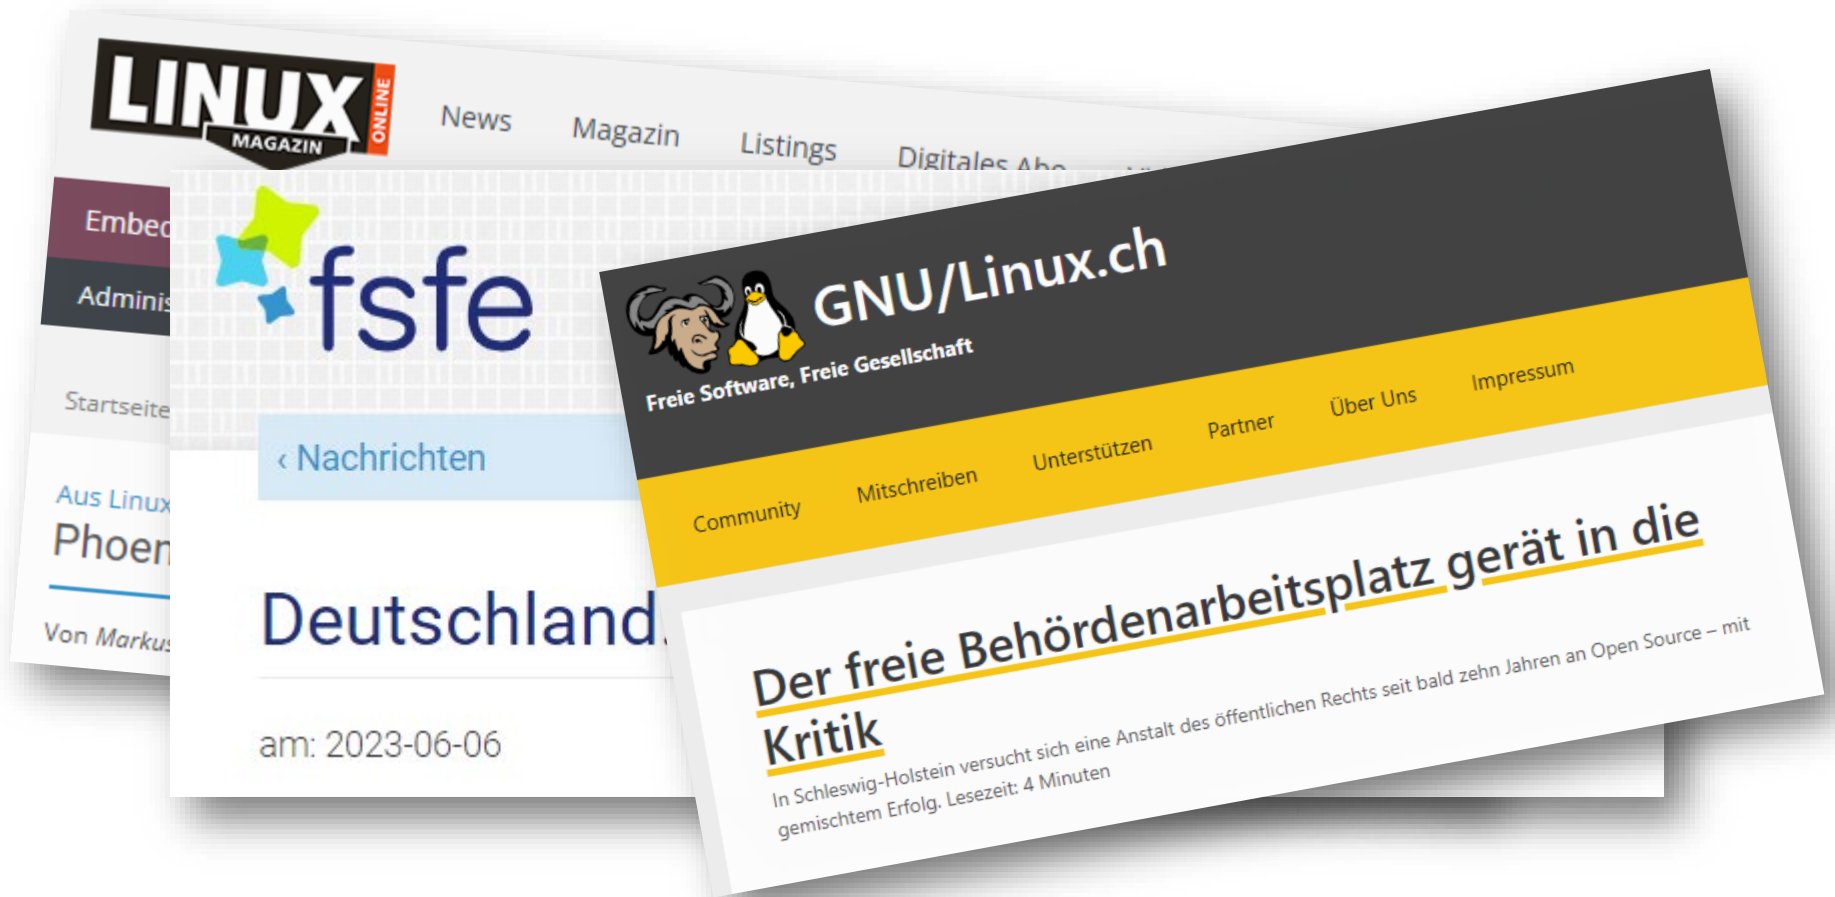 LINUX
MAGAZIN
ONLINE
News Magazin Listings Digitales Abo
Startseite
Aus Linux
Von Markus
fsfe
‹ Nachrichten
Deutschland.
am: 2023-06-06
GNU/Linux.ch
Freie Software, Freie Gesellschaft
Community Mitschreiben Unterstützen Partner Über Uns Impressum
Der freie Behördenarbeitsplatz gerät in die
Kritik
In Schleswig-Holstein versucht sich eine Anstalt des öffentlichen Rechts seit bald zehn Jahren an Open Source – mit
gemischtem Erfolg. Lesezeit: 4 Minuten